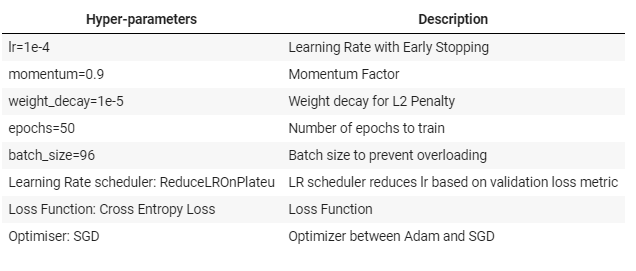 Hyper-parameters Description
lr=1e-4 Learning Rate with Early Stopping
momentum=0.9 Momentum Factor
weight_decay=1e-5 Weight decay for L2 Penalty
epochs=50 Number of epochs to train
batch_size=96 Batch size to prevent overloading
Learning Rate scheduler: ReduceLROnPlateu LR scheduler reduces lr based on validation loss metric
Loss Function: Cross Entropy Loss Loss Function
Optimiser: SGD Optimizer between Adam and SGD